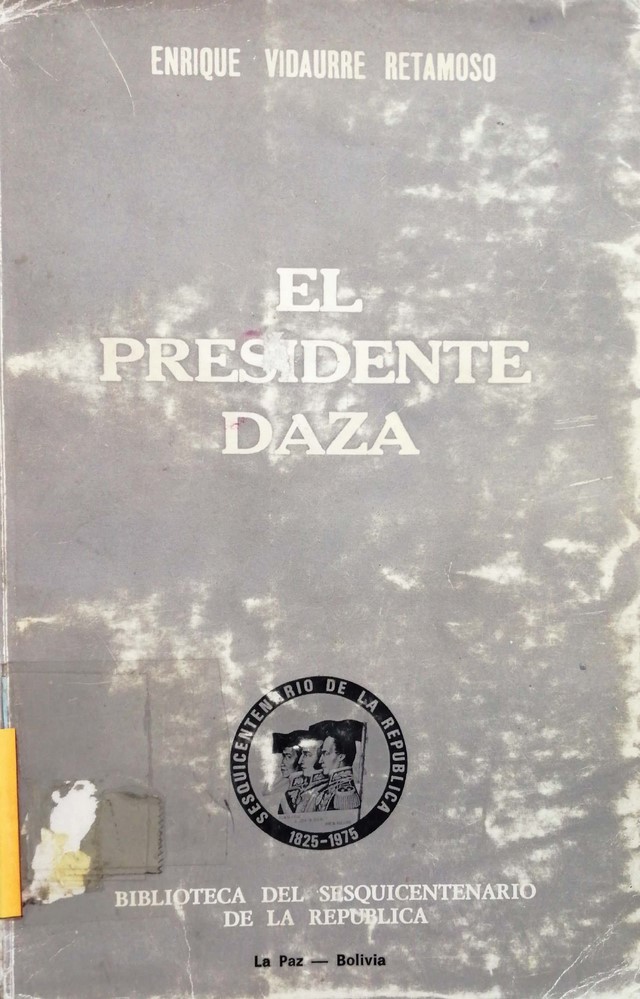 ENRIQUE VIDAURRE RETAMOSO
EL
PRESIDENTE
DAZA
SESQUICENTENARIO DE LA REPUBLICA
1825-1975
BIBLIOTECA DEL SESQUICENTENARIO
DE LA REPUBLICA
La Paz — Bolivia